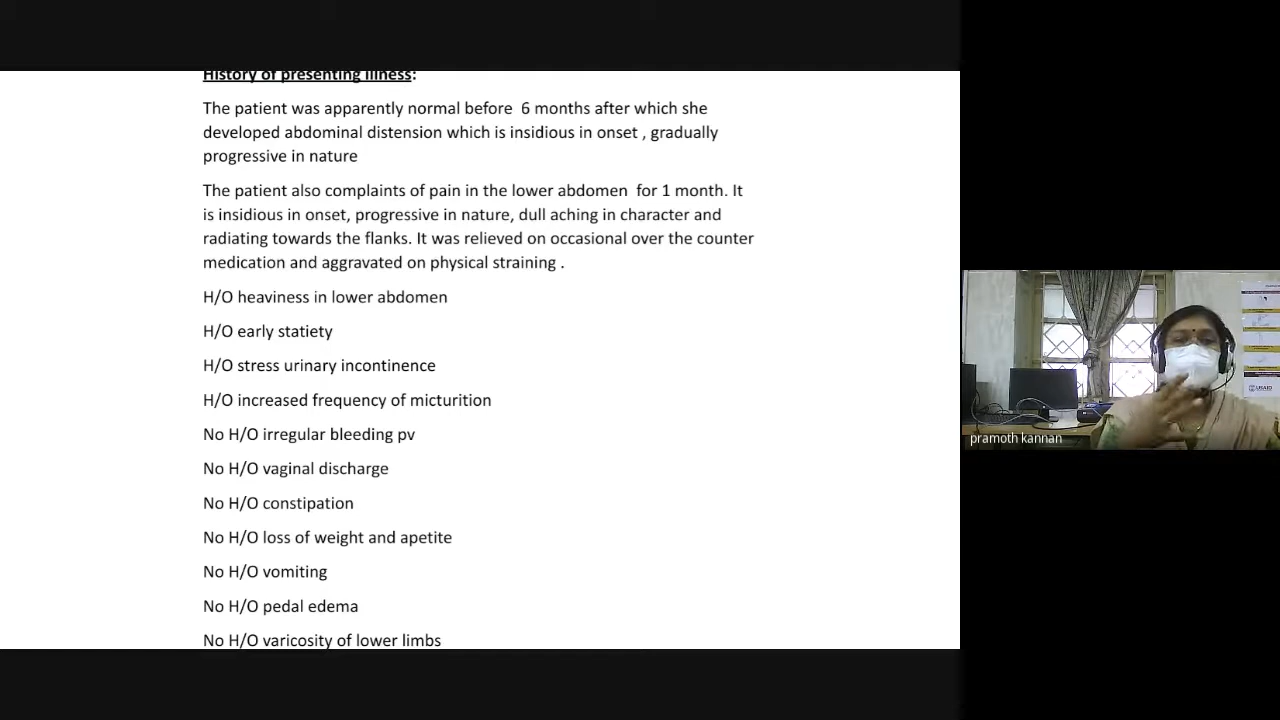 History of presenting illness:
The patient was apparently normal before  6 months after which she
developed abdominal distension which is insidious in onset , gradually
progressive in nature
The patient also complaints of pain in the lower abdomen  for 1 month. It
is insidious in onset, progressive in nature, dull aching in character and
radiating towards the flanks. It was relieved on occasional over the counter
medication and aggravated on physical straining .
H/O heaviness in lower abdomen
H/O early statiety
H/O stress urinary incontinence
H/O increased frequency of micturition
No H/O irregular bleeding pv
No H/O vaginal discharge
No H/O constipation
No H/O loss of weight and apetite
No H/O vomiting
No H/O pedal edema
No H/O varicosity of lower limbs
USAID
pramoth kannan